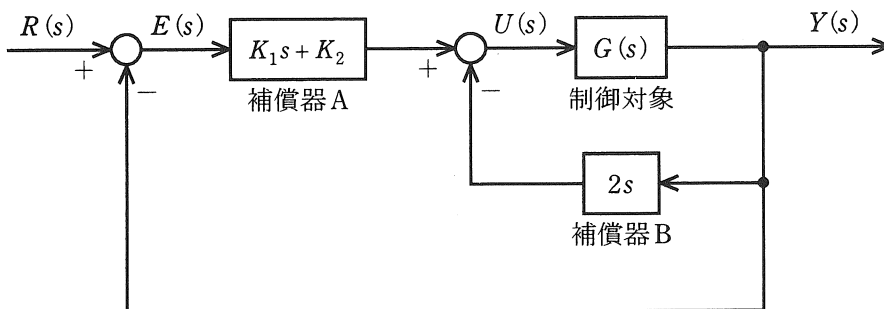 R(s)
E(s)
K₁s+K₂
補償器A
U(s)
G(s)
制御対象
Y(s)
+
−
+
−
2s
補償器B